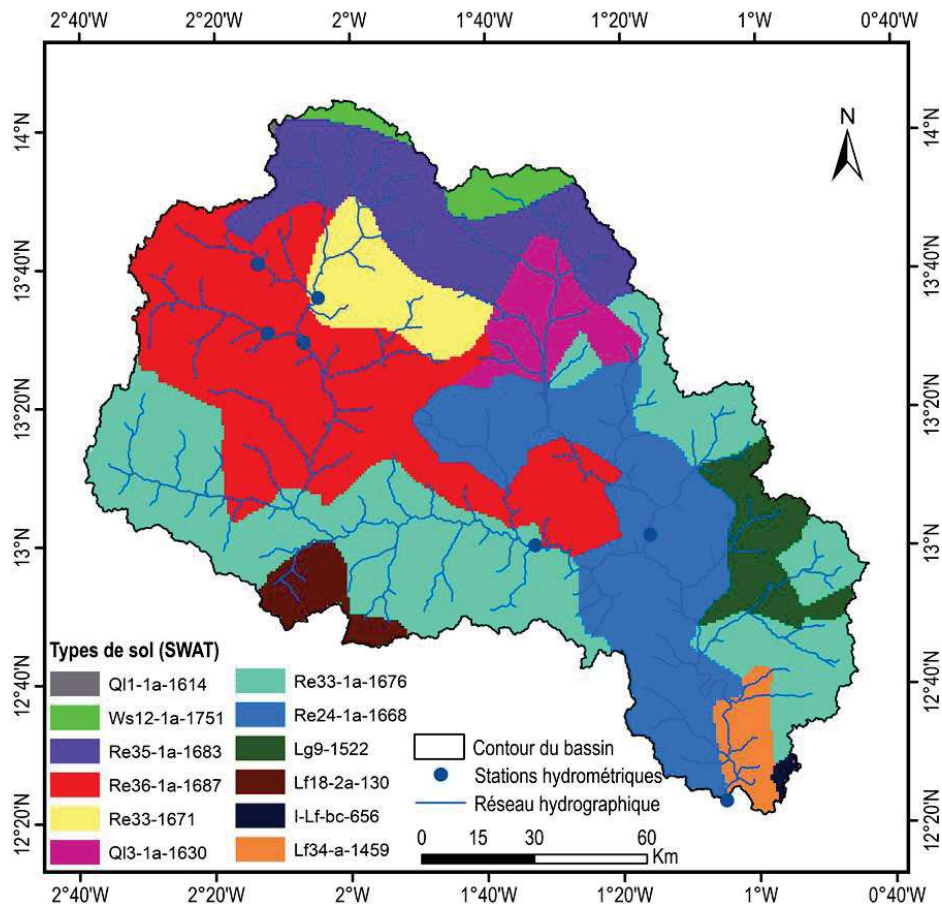 2°40'W 2°20'W 2°W 1°40'W 1°20'W 1°W 0°40'W
14°N 14°N
N
13°40'N 13°40'N
13°20'N 13°20'N
13°N 13°N
12°40'N 12°40'N
12°20'N 12°20'N
Types de sol (SWAT)
Ql1-1a-1614
Ws12-1a-1751
Re35-1a-1683
Re36-1a-1687
Re33-1671
Ql3-1a-1630
Re33-1a-1676
Re24-1a-1668
Lg9-1522
Lf18-2a-130
I-Lf-bc-656
Lf34-a-1459
Contour du bassin
Stations hydrométriques
Réseau hydrographique
0 15 30 60
Km
2°40'W 2°20'W 2°W 1°40'W 1°20'W 1°W 0°40'W